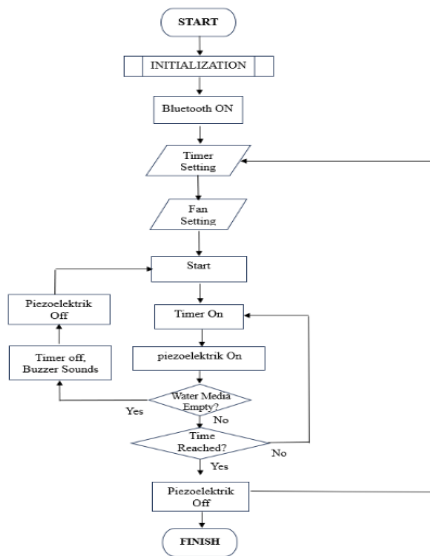 START
INITIALIZATION
Bluetooth ON
Timer
Setting
Fan
Setting
Start
Piezoelektrik
Off
Timer On
Timer off,
Buzzer Sounds
piezoelektrik On
Water Media
Empty?
Yes
No
Time
Reached?
No
Yes
Piezoelektrik
Off
FINISH